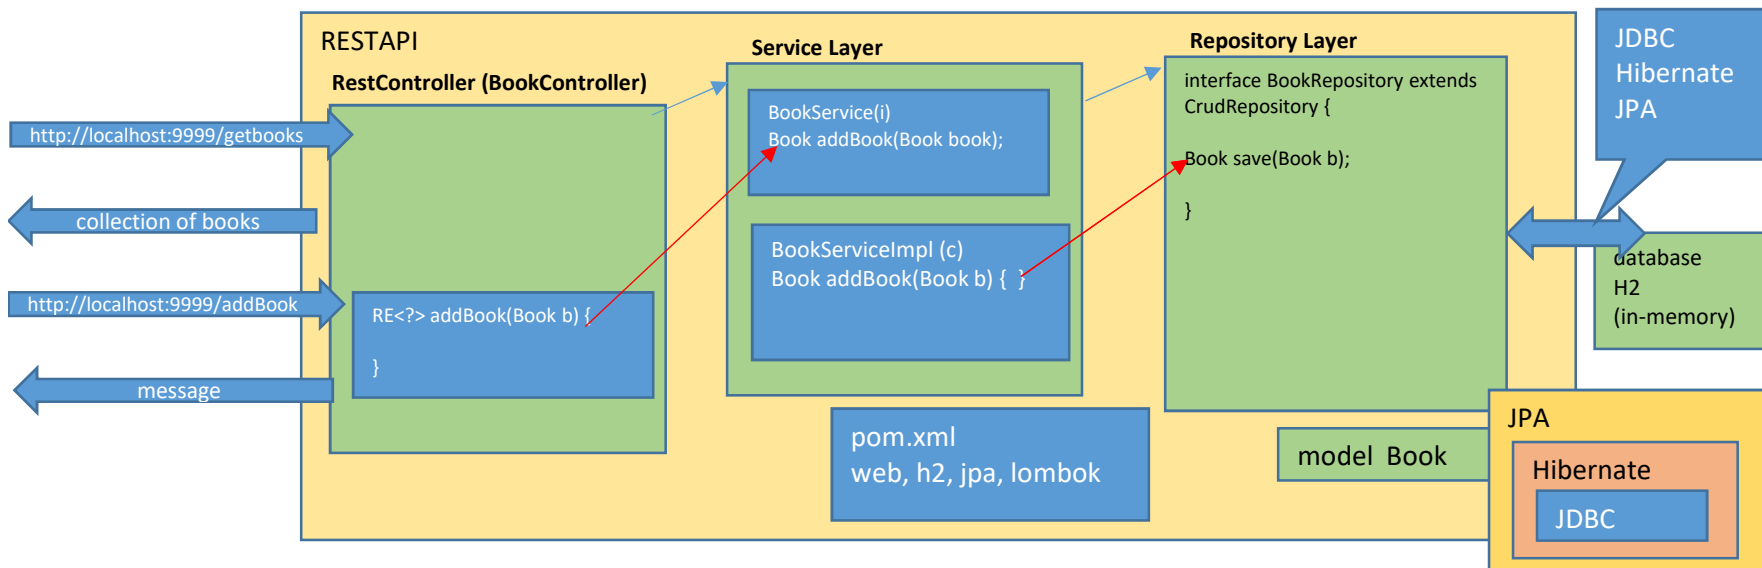 RESTAPI
RestController (BookController)
http://localhost:9999/getbooks
collection of books
http://localhost:9999/addBook
RE<?> addBook(Book b) {
}
message
Service Layer
BookService(i)
Book addBook(Book book);
BookServiceImpl (c)
Book addBook(Book b) {  }
pom.xml
web, h2, jpa, lombok
Repository Layer
interface BookRepository extends
CrudRepository {
Book save(Book b);
}
model  Book
JDBC
Hibernate
JPA
database
H2
(in-memory)
JPA
Hibernate
JDBC